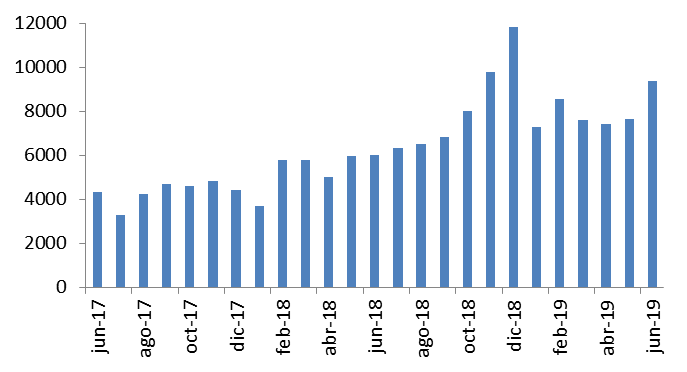 12000
10000
8000
6000
4000
2000
0
jun-17
ago-17
oct-17
dic-17
feb-18
abr-18
jun-18
ago-18
oct-18
dic-18
feb-19
abr-19
jun-19